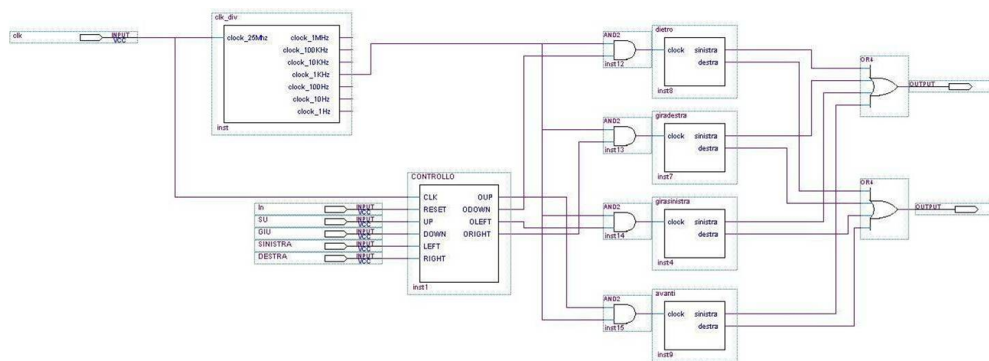 clk
INPUT
VCC
clk_div
clock_25Mhz
clock_1MHz
clock_100KHz
clock_10KHz
clock_1KHz
clock_100Hz
clock_10Hz
clock_1Hz
inst
CONTROLLO
CLK
RESET
UP
DOWN
LEFT
RIGHT
OUP
ODOWN
OLEFT
ORIGHT
inst1
In
INPUT
VCC
SU
INPUT
VCC
GIU
INPUT
VCC
SINISTRA
INPUT
VCC
DESTRA
INPUT
VCC
AND2
inst12
dietro
clock
sinistra
destra
inst8
AND2
inst13
giradestra
clock
sinistra
destra
inst7
AND2
inst14
girasinistra
clock
sinistra
destra
inst4
AND2
inst15
avanti
clock
sinistra
destra
inst9
OR4
OUTPUT
OR4
OUTPUT